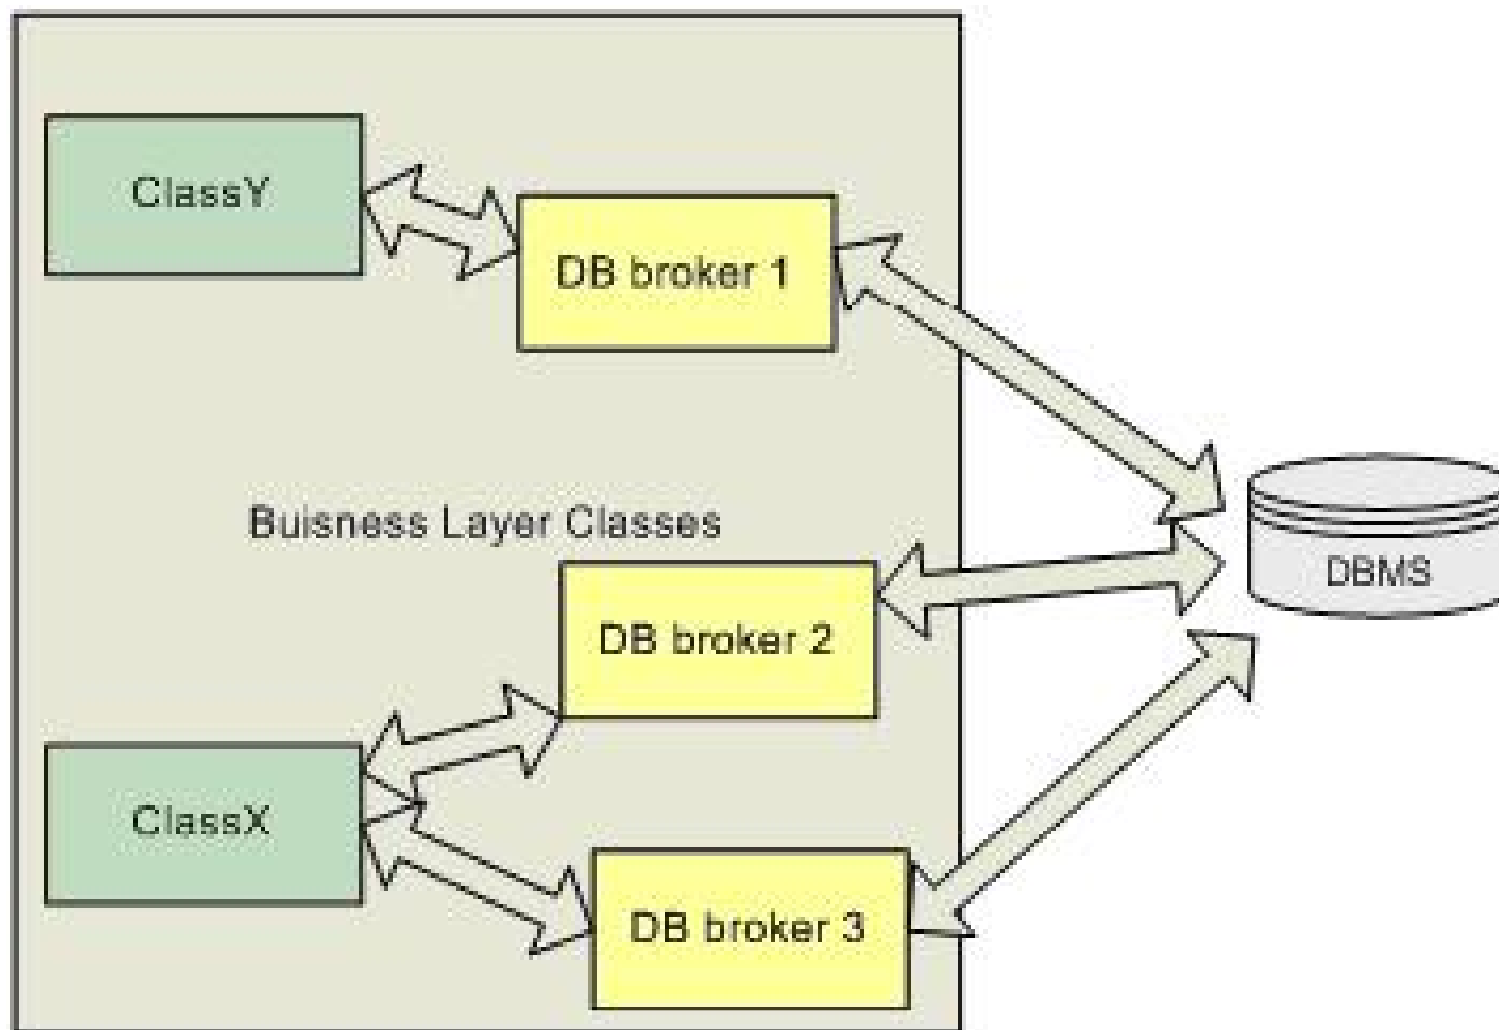 ClassY
DB broker 1
Buisness Layer Classes
DBMS
DB broker 2
ClassX
DB broker 3